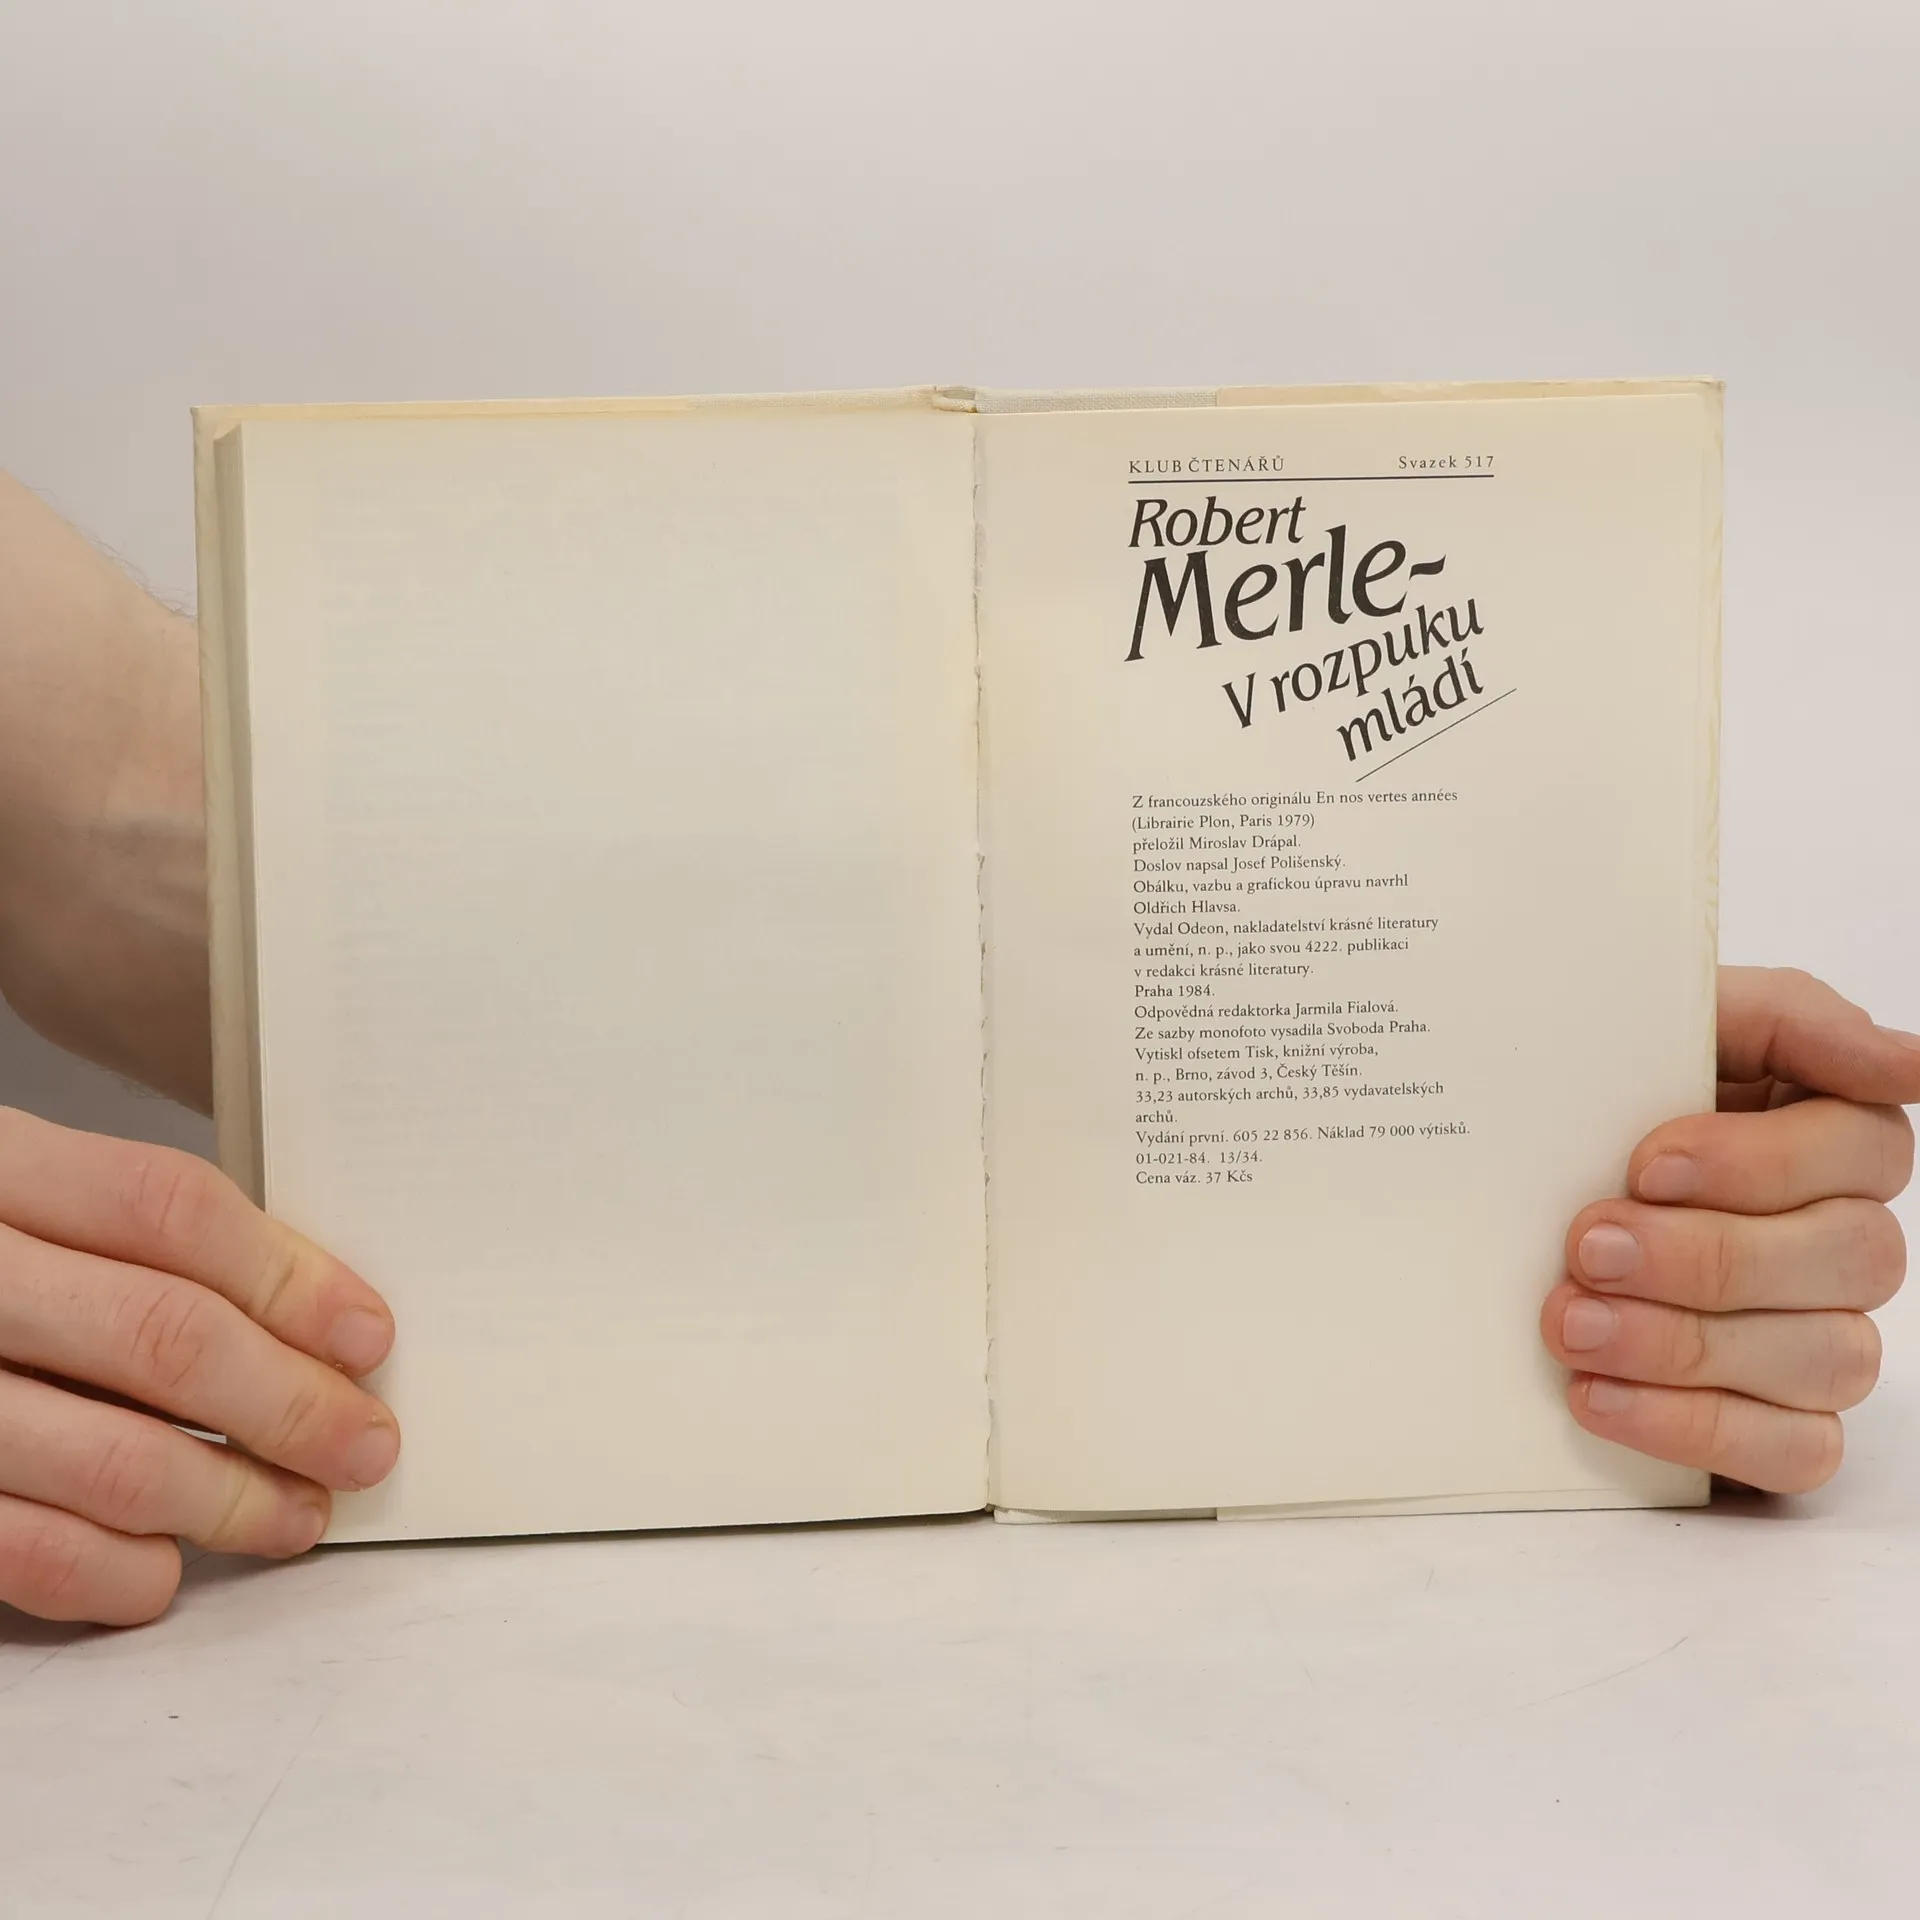 KLUB ČTENÁŘŮ Svazek 517
Robert
Merle-
V rozpuku
mládí
Z francouzského originálu En nos vertes années
(Librairie Plon, Paris 1979)
přeložil Miroslav Drápal.
Doslov napsal Josef Polišenský.
Obálku, vazbu a grafickou úpravu navrhl
Oldřich Hlavsa.
Vydal Odeon, nakladatelství krásné literatury
a umění, n. p., jako svou 4222. publikaci
v redakci krásné literatury.
Praha 1984.
Odpovědná redaktorka Jarmila Fialová.
Ze sazby monofoto vysadila Svoboda Praha.
Vytiskl ofsetem Tisk, knižní výroba,
n. p., Brno, závod 3, Český Těšín.
33,23 autorských archů, 33,85 vydavatelských
archů.
Vydání první. 605 22 856. Náklad 79 000 výtisků.
01-021-84. 13/34.
Cena váz. 37 Kčs